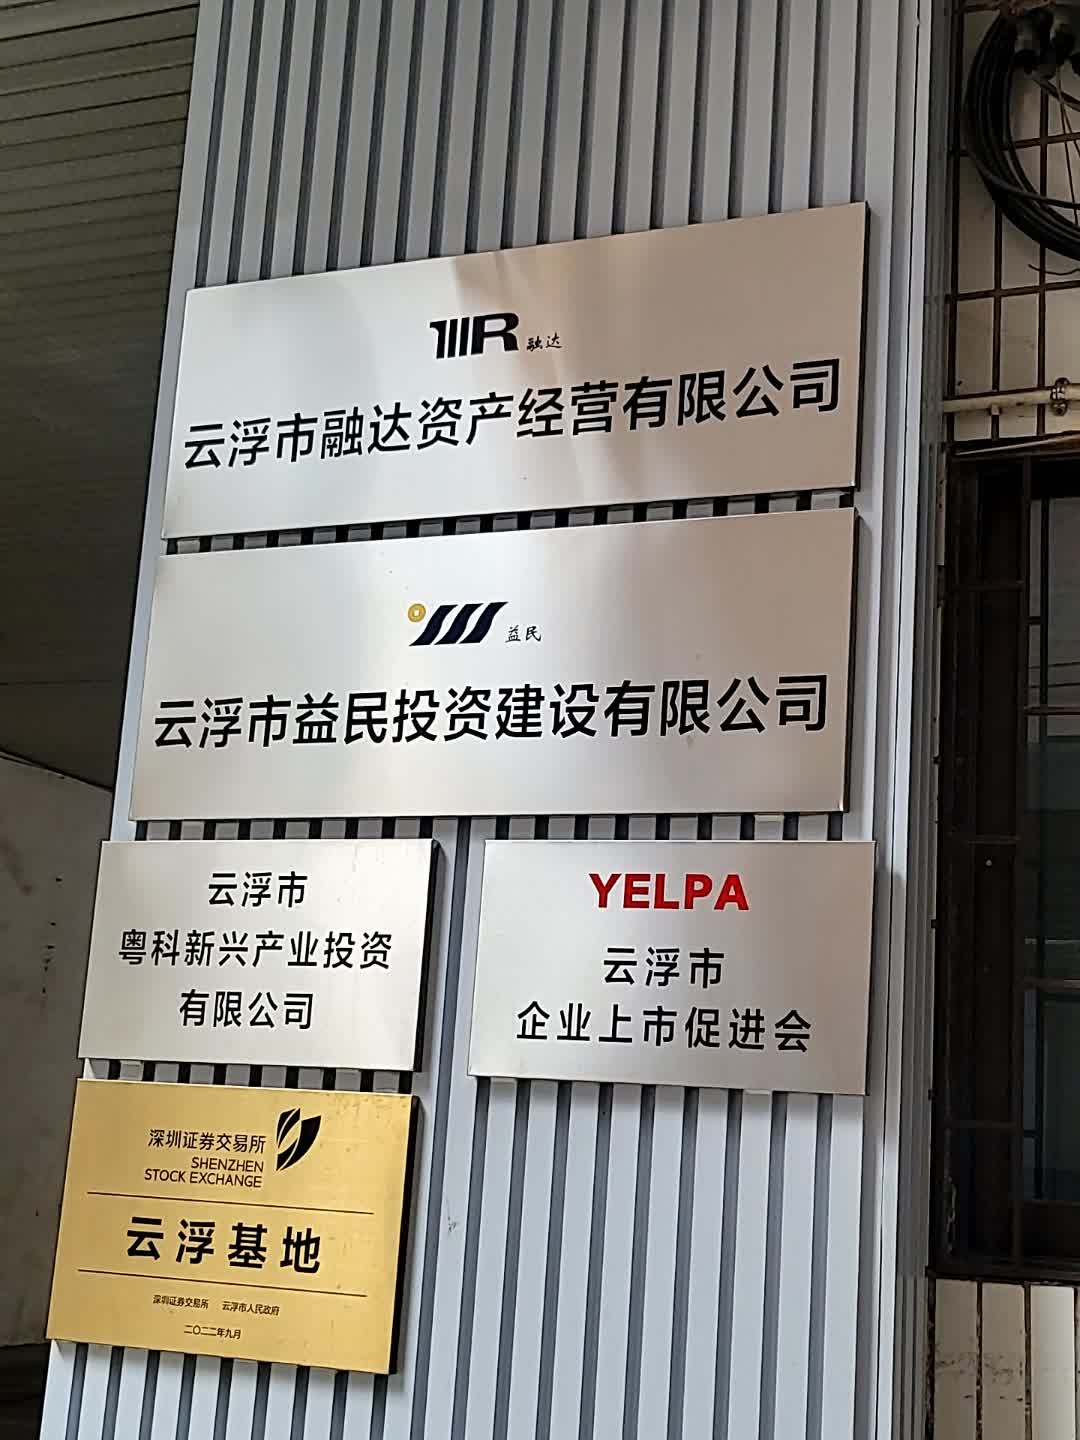 融达
云浮市融达资产经营有限公司
益民
云浮市益民投资建设有限公司
云浮市
粤科新兴产业投资
有限公司
YELPA
云浮市
企业上市促进会
深圳证券交易所
SHENZHEN
STOCK EXCHANGE
云浮基地
深圳证券交易所 云浮市人民政府
二〇二二年九月